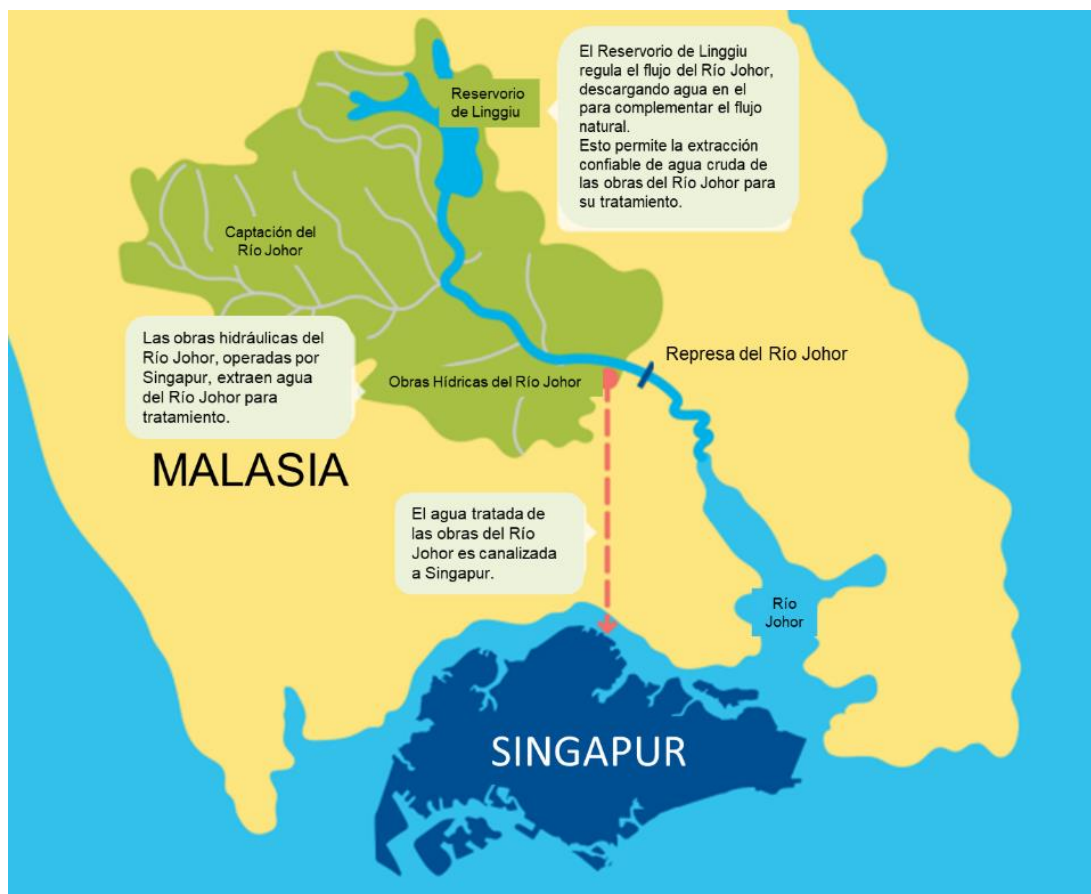 El Reservorio de Linggiu
regula el flujo del Río Johor,
descargando agua en el
para complementar el flujo
natural.
Esto permite la extracción
confiable de agua cruda de
las obras del Río Johor para
su tratamiento.
Reservorio
de Linggiu
Captación del
Río Johor
Las obras hidráulicas del
Río Johor, operadas por
Singapur, extraen agua
del Río Johor para
tratamiento.
Obras Hídricas del Río Johor
Represa del Río Johor
MALASIA
El agua tratada de
las obras del Río
Johor es canalizada
a Singapur.
Río
Johor
SINGAPUR